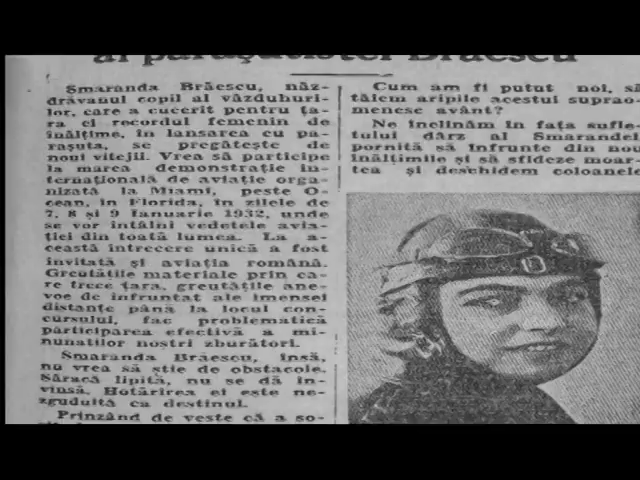 al parașutistei Brăescu
Smaranda Brăescu, năz-
drăvanul copil al văzduhuri-
lor, care a cucerit pentru ța-
ra ei recordul femenin de
înălțime, în lansarea cu pa-
rașuta, se pregătește de
noui vitejii. Vrea să participe
la marea demonstrație in-
ternațională de aviație orga-
nizată la Miami, peste O-
cean, în Florida, în zilele de
7, 8 și 9 Ianuarie 1932, unde
se vor întâlni vedetele avia-
ției din toată lumea. La a-
ceastă întrecere unică a fost
invitată și aviația română.
Greutățile materiale prin ca-
re trece țara, greutățile ane-
voe de înfruntat ale imensei
distanțe până la locul con-
cursului, fac problematică
participarea efectivă a mi-
nunaților noștri zburători.
Smaranda Brăescu, însă,
nu vrea să știe de obstacole.
Săracă lipită, nu se dă în-
vinsă. Hotărîrea ei este ne-
zguduită ca destinul.
Prinzând de veste că a so-
Cum am fi putut noi, să
tăiem aripile acestui suprao-
menesc avânt?
Ne înclinăm în fața sufle-
tului dârz al Smarandei
pornită să înfrunte din nou
înălțimile și să sfideze moar-
tea și deschidem coloanele